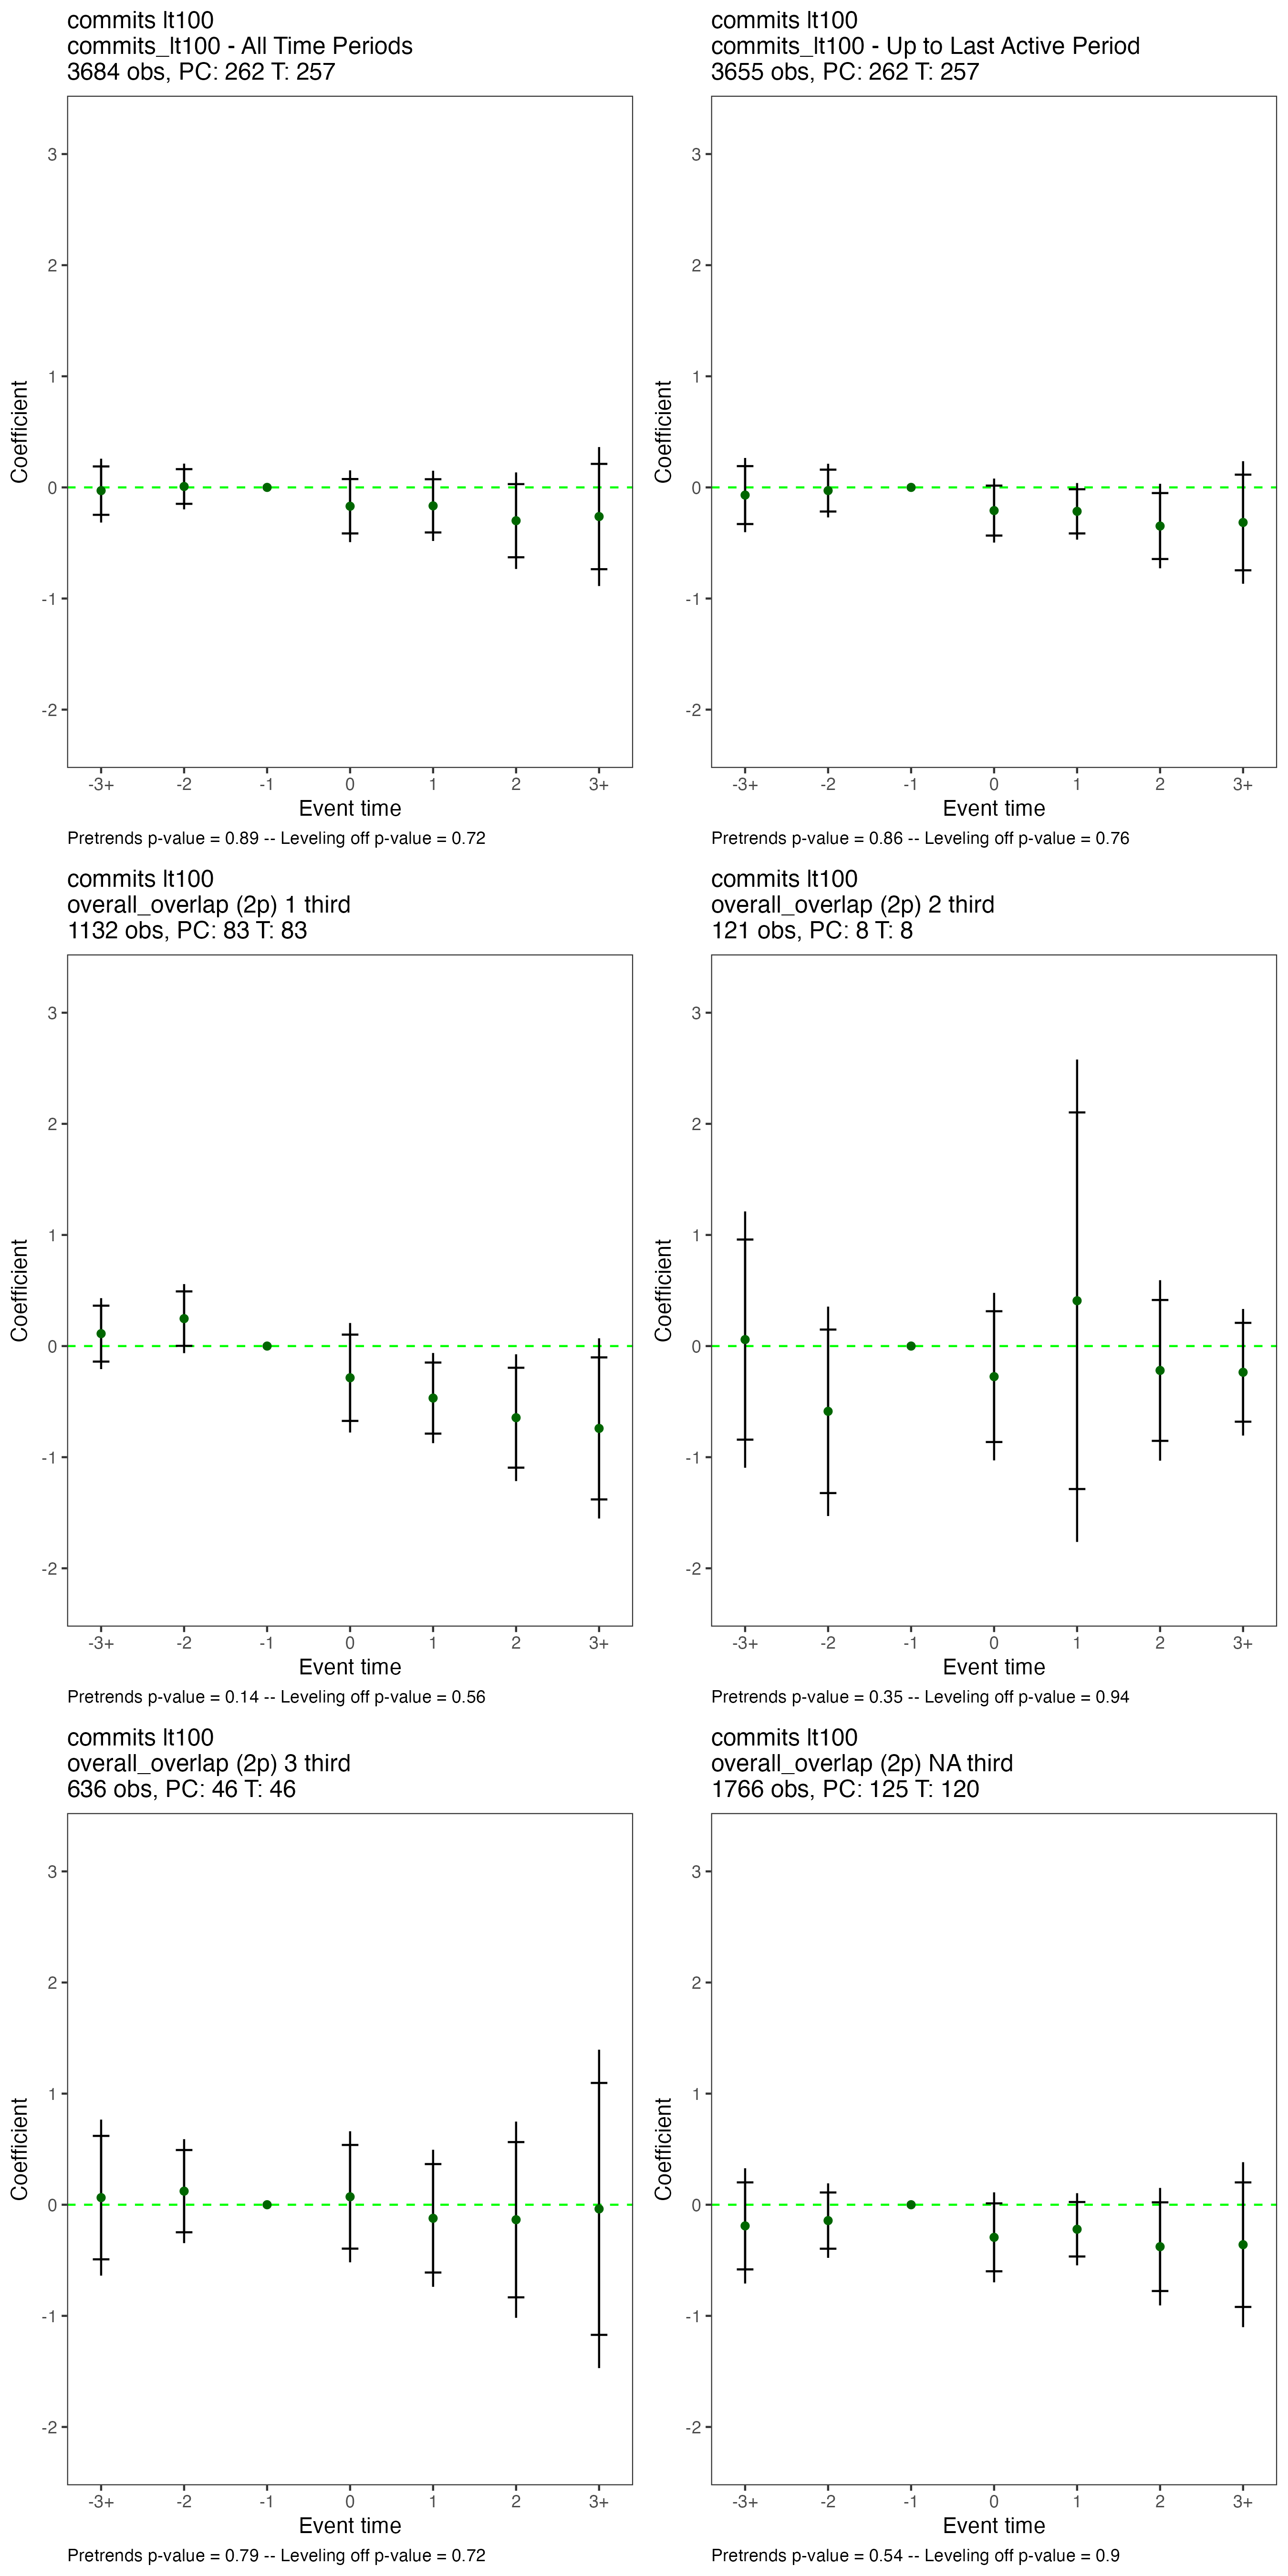 commits lt100
commits_lt100 - All Time Periods
3684 obs, PC: 262 T: 257
3
2
1
0
-1
-2
Coefficient
-3+ -2 -1 0 1 2 3+
Event time
Pretrends p-value = 0.89 -- Leveling off p-value = 0.72
commits lt100
commits_lt100 - Up to Last Active Period
3655 obs, PC: 262 T: 257
3
2
1
0
-1
-2
Coefficient
-3+ -2 -1 0 1 2 3+
Event time
Pretrends p-value = 0.86 -- Leveling off p-value = 0.76
commits lt100
overall_overlap (2p) 1 third
1132 obs, PC: 83 T: 83
3
2
1
0
-1
-2
Coefficient
-3+ -2 -1 0 1 2 3+
Event time
Pretrends p-value = 0.14 -- Leveling off p-value = 0.56
commits lt100
overall_overlap (2p) 2 third
121 obs, PC: 8 T: 8
3
2
1
0
-1
-2
Coefficient
-3+ -2 -1 0 1 2 3+
Event time
Pretrends p-value = 0.35 -- Leveling off p-value = 0.94
commits lt100
overall_overlap (2p) 3 third
636 obs, PC: 46 T: 46
3
2
1
0
-1
-2
Coefficient
-3+ -2 -1 0 1 2 3+
Event time
Pretrends p-value = 0.79 -- Leveling off p-value = 0.72
commits lt100
overall_overlap (2p) NA third
1766 obs, PC: 125 T: 120
3
2
1
0
-1
-2
Coefficient
-3+ -2 -1 0 1 2 3+
Event time
Pretrends p-value = 0.54 -- Leveling off p-value = 0.9